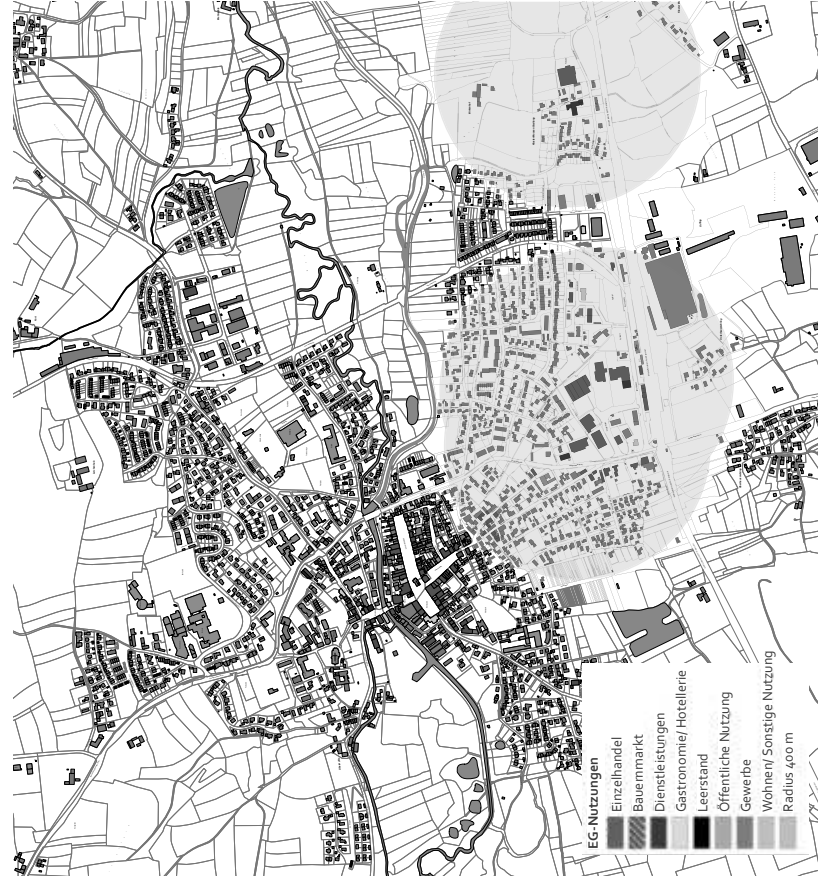 EG-Nutzungen
Einzelhandel
Bauernmarkt
Dienstleistungen
Gastronomie/ Hotellerie
Leerstand
Öffentliche Nutzung
Gewerbe
Wohnen/ Sonstige Nutzung
Radius 400 m